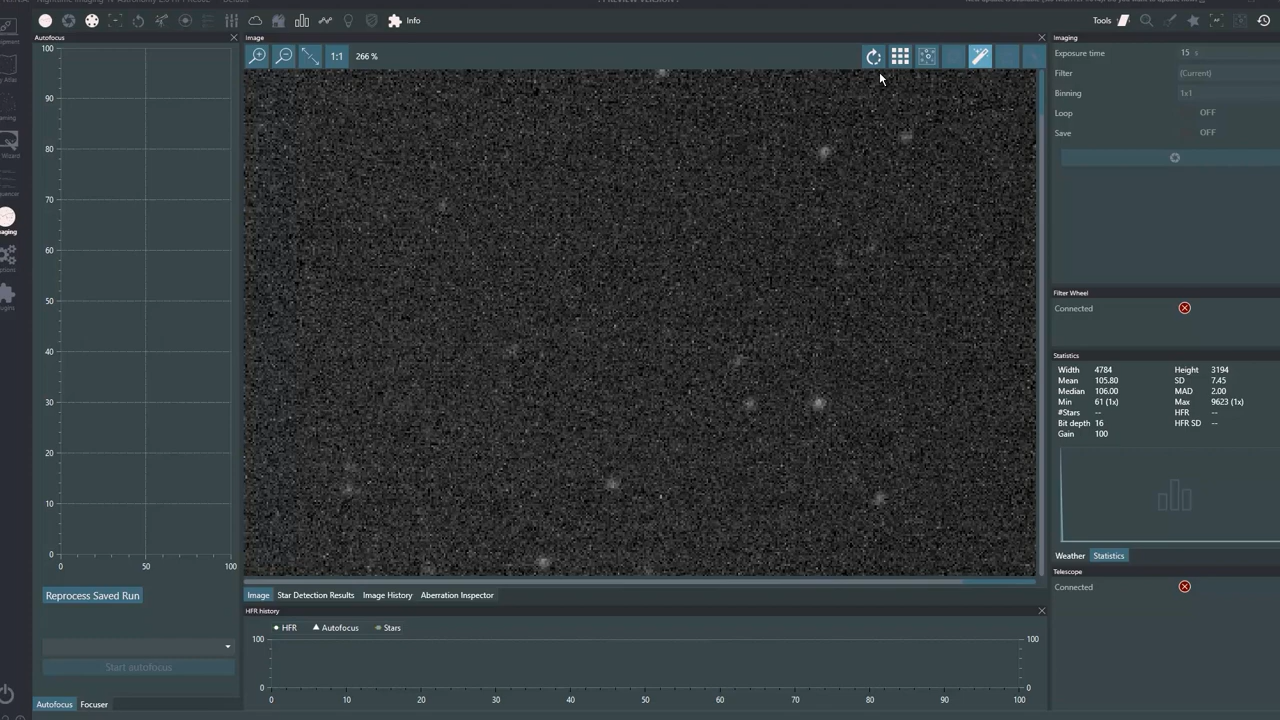 Info
Tools
Autofocus
100
90
80
70
60
50
40
30
20
10
0
0 50 100
Reprocess Saved Run
Start autofocus
Autofocus Focuser
Image
1:1 266 %
Image Star Detection Results Image History Aberration Inspector
HFR history
HFR Autofocus Stars
100 100
0 0
0 10 20 30 40 50 60 70 80 90 100
Imaging
Exposure time 15 s
Filter (Current)
Binning 1x1
Loop OFF
Save OFF
Filter Wheel
Connected
Statistics
Width 4784 Height 3194
Mean 105.80 SD 7.45
Median 106.00 MAD 2.00
Min 61 (1x) Max 9623 (1x)
#Stars -- HFR --
Bit depth 16 HFR SD --
Gain 100
Weather Statistics
Telescope
Connected